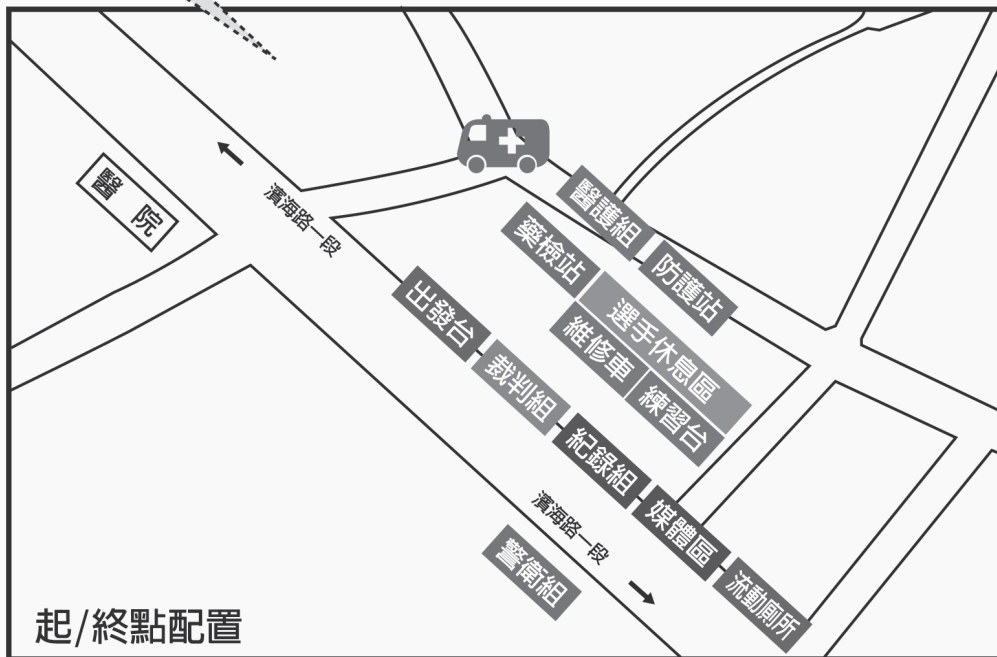 醫院
濱海路一段
醫護組
藥檢站
防護站
出發台
選手休息區
維修車
裁判組
練習台
紀錄組
濱海路一段
媒體區
警衛組
流動廁所
起/終點配置